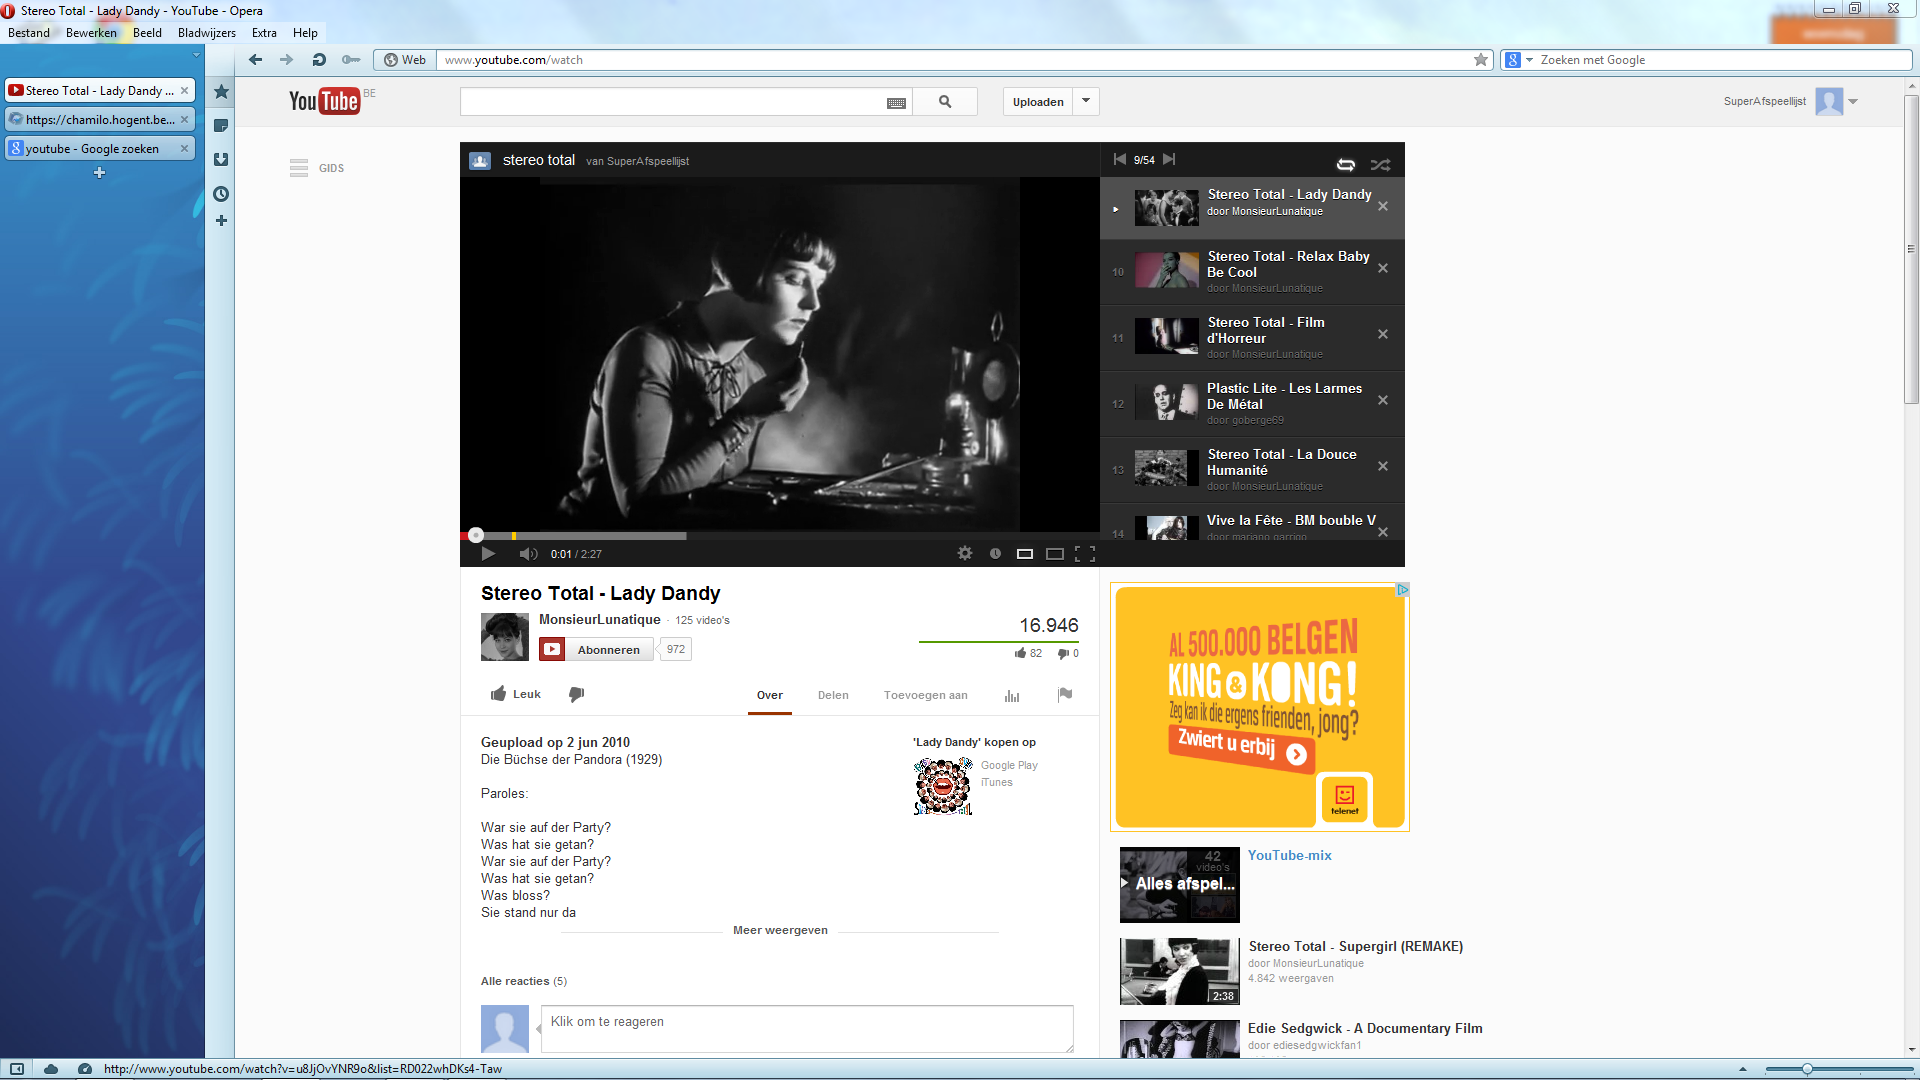 Stereo Total - Lady Dandy - YouTube - Opera
Bestand Bewerken Beeld Bladwijzers Extra Help
Web www.youtube.com/watch Zoeken met Google
Stereo Total - Lady Dandy ...
https://chamilo.hogent.be...
youtube - Google zoeken
YouTube BE
Uploaden
SuperAfspeellijst
GIDS
stereo total van SuperAfspeellijst
9/54
Stereo Total - Lady Dandy
door MonsieurLunatique
10
Stereo Total - Relax Baby
Be Cool
door MonsieurLunatique
11
Stereo Total - Film
d'Horreur
door MonsieurLunatique
12
Plastic Lite - Les Larmes
De Métal
door goberge69
13
Stereo Total - La Douce
Humanité
door MonsieurLunatique
14
Vive la Fête - BM bouble V
door mariano garrigo
0:01 / 2:27
Stereo Total - Lady Dandy
MonsieurLunatique · 125 video's
Abonneren 972
16.946
82 0
Leuk
Over Delen Toevoegen aan
Geupload op 2 jun 2010
Die Büchse der Pandora (1929)
Paroles:
War sie auf der Party?
Was hat sie getan?
War sie auf der Party?
Was hat sie getan?
Was bloss?
Sie stand nur da
'Lady Dandy' kopen op
Google Play
iTunes
Meer weergeven
Alle reacties (5)
Klik om te reageren
AL 500.000 BELGEN
KING & KONG!
Zeg kan ik die ergens frienden, jong?
Zwiert u erbij
telenet
42
video's
Alles afspel...
YouTube-mix
Stereo Total - Supergirl (REMAKE)
door MonsieurLunatique
4.842 weergaven
2:38
Edie Sedgwick - A Documentary Film
door ediesedgwickfan1
http://www.youtube.com/watch?v=u8JjOvYNR9o&list=RD022whDKs4-Taw